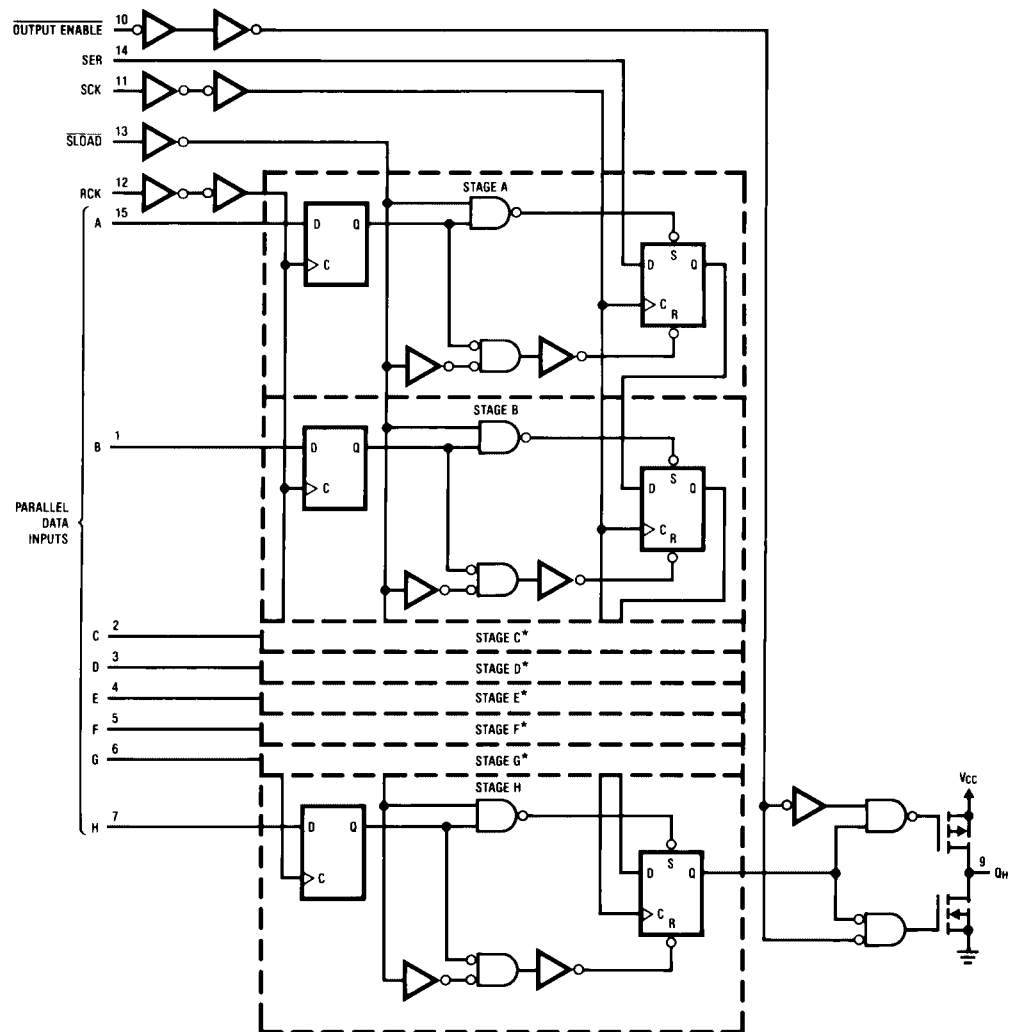 OUTPUT ENABLE 10
SER 14
SCK 11
SLOAD 13
RCK 12
A 15
STAGE A
D Q
C
S
D Q
C
R
STAGE B
B 1
D Q
C
S
D Q
C
R
PARALLEL
DATA
INPUTS
C 2
STAGE C*
D 3
STAGE D*
E 4
STAGE E*
F 5
STAGE F*
G 6
STAGE G*
STAGE H
H 7
D Q
C
S
D Q
C
R
VCC
9
QH